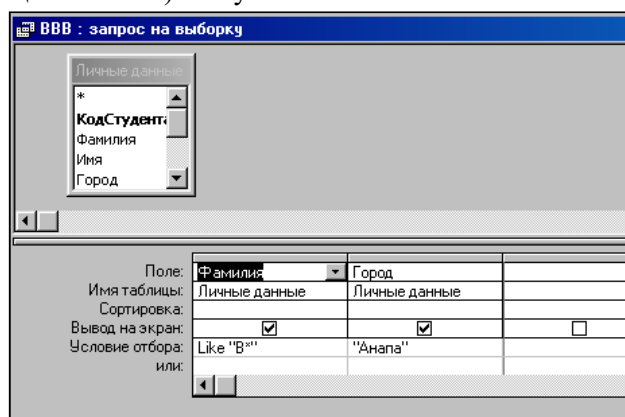 BBB : запрос на выборку
Личные данные
*
КодСтудента
Фамилия
Имя
Город
Поле: Фамилия Город
Имя таблицы: Личные данные Личные данные
Сортировка:
Вывод на экран:
Условие отбора: Like "В*" "Анапа"
или: